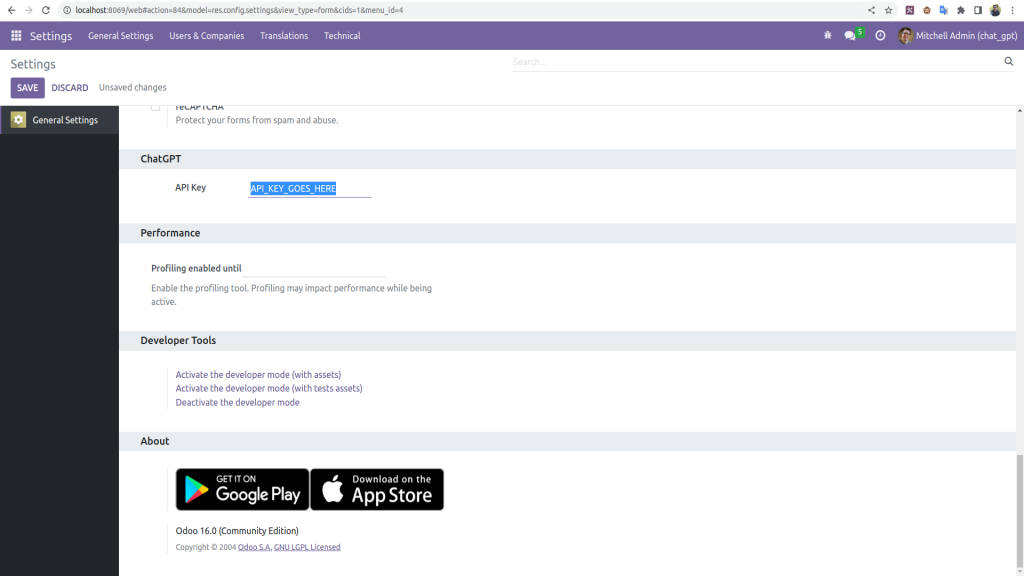 localhost:8069/web#action=84&model=res.config.settings&view_type=form&cids=1&menu_id=4
Settings General Settings Users & Companies Translations Technical 5 Mitchell Admin (chat_gpt)
Settings
Search...
SAVE DISCARD Unsaved changes
General Settings
reCAPTCHA
Protect your forms from spam and abuse.
ChatGPT
API Key API_KEY_GOES_HERE
Performance
Profiling enabled until
Enable the profiling tool. Profiling may impact performance while being
active.
Developer Tools
Activate the developer mode (with assets)
Activate the developer mode (with tests assets)
Deactivate the developer mode
About
GET IT ON
Google Play
Download on the
App Store
Odoo 16.0 (Community Edition)
Copyright © 2004 Odoo S.A. GNU LGPL Licensed